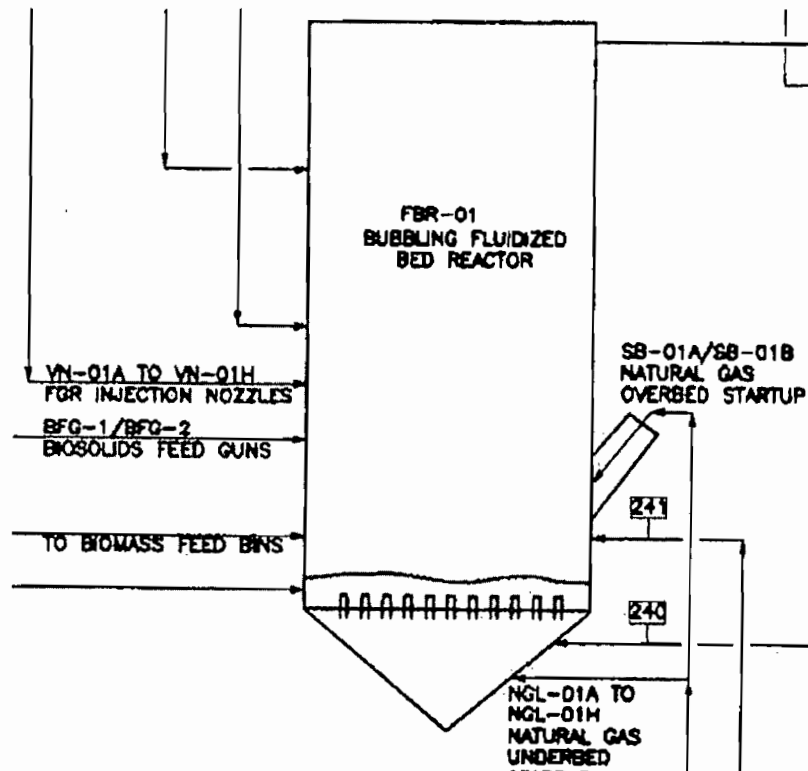 FBR-01
BUBBLING FLUIDIZED
BED REACTOR
VN-01A TO VN-01H
FGR INJECTION NOZZLES
BFG-1/BFG-2
BIOSOLIDS FEED GUNS
TO BIOMASS FEED BINS
SB-01A/SB-01B
NATURAL GAS
OVERBED STARTUP
241
240
NGL-01A TO
NGL-01H
NATURAL GAS
UNDERBED